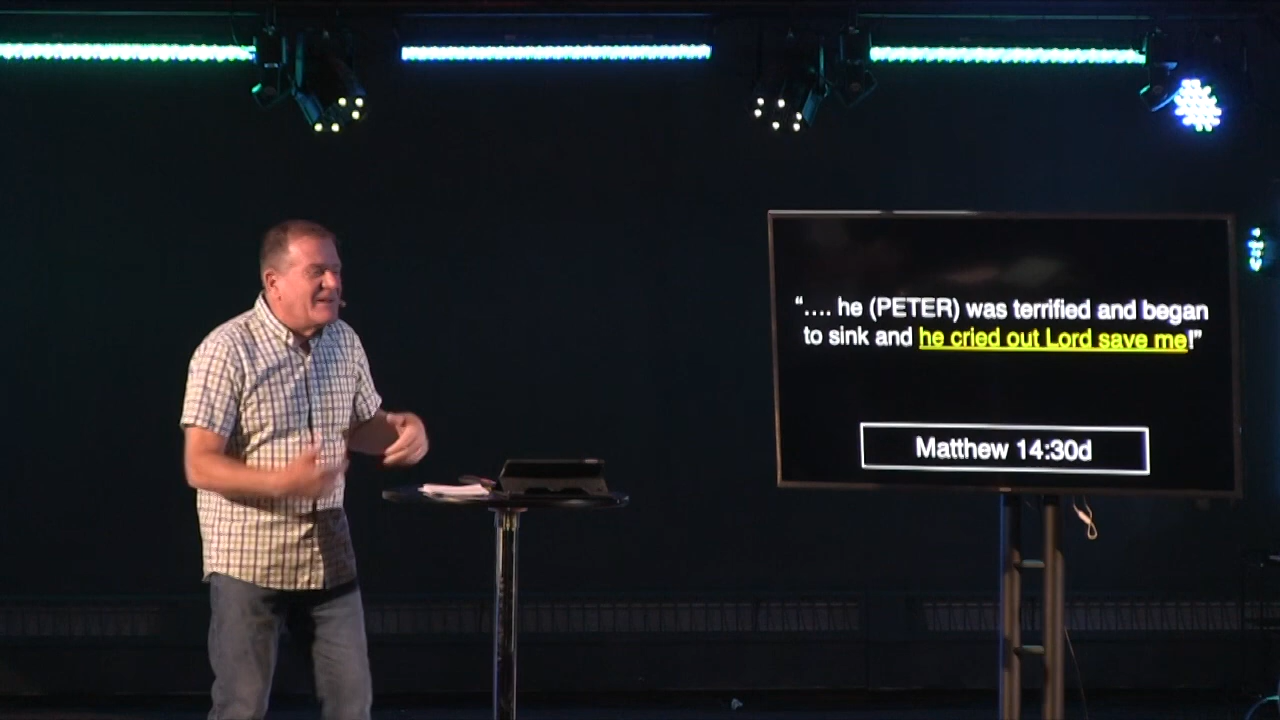 “.... he (PETER) was terrified and began
to sink and he cried out Lord save me!”
Matthew 14:30d